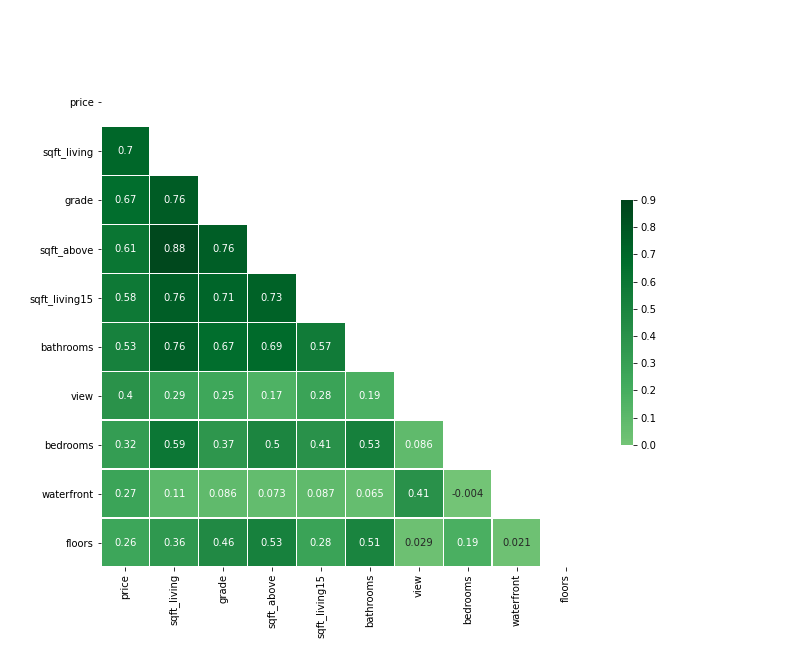 price
sqft_living 0.7
grade 0.67 0.76
sqft_above 0.61 0.88 0.76
sqft_living15 0.58 0.76 0.71 0.73
bathrooms 0.53 0.76 0.67 0.69 0.57
view 0.4 0.29 0.25 0.17 0.28 0.19
bedrooms 0.32 0.59 0.37 0.5 0.41 0.53 0.086
waterfront 0.27 0.11 0.086 0.073 0.087 0.065 0.41 -0.004
floors 0.26 0.36 0.46 0.53 0.28 0.51 0.029 0.19 0.021
price sqft_living grade sqft_above sqft_living15 bathrooms view bedrooms waterfront floors
0.9
0.8
0.7
0.6
0.5
0.4
0.3
0.2
0.1
0.0